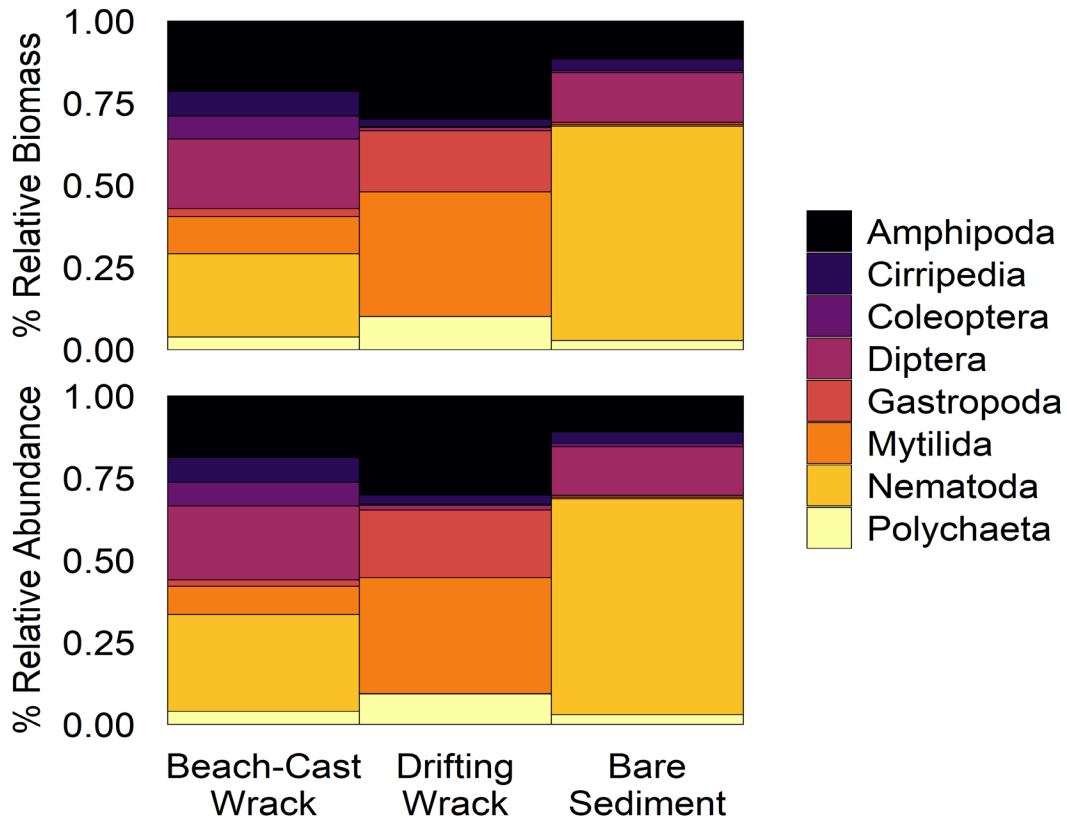 % Relative Biomass
1.00
0.75
0.50
0.25
0.00
% Relative Abundance
1.00
0.75
0.50
0.25
0.00
Beach-Cast
Wrack
Drifting
Wrack
Bare
Sediment
Amphipoda
Cirripedia
Coleoptera
Diptera
Gastropoda
Mytilida
Nematoda
Polychaeta